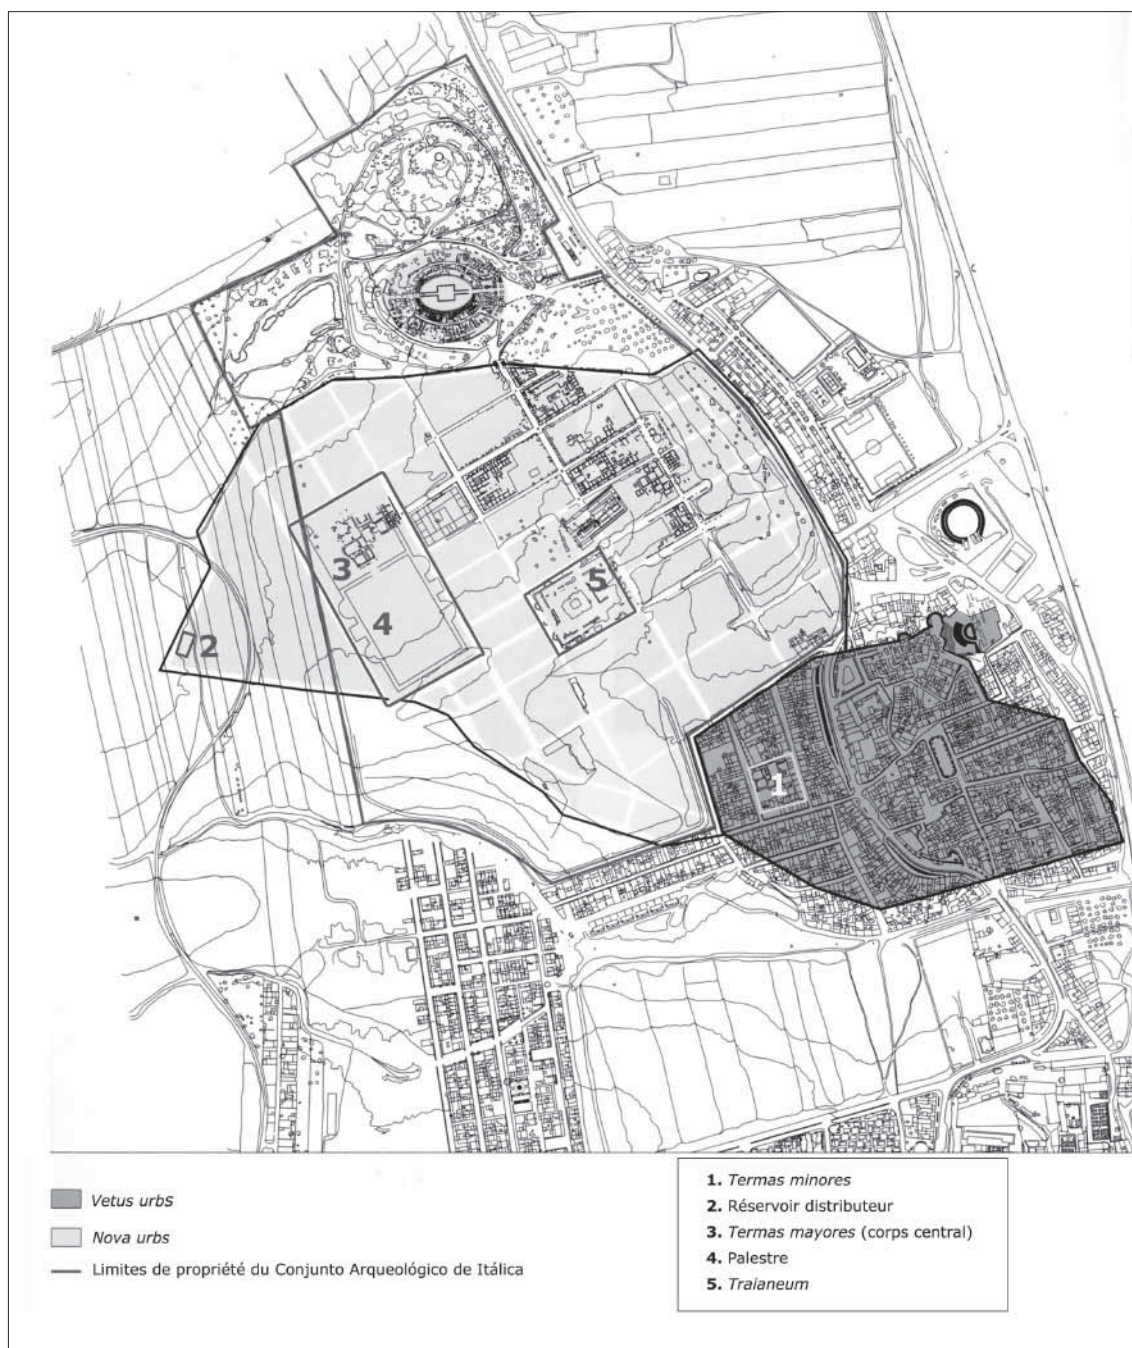 3
4
5
2
1
Vetus urbs
Nova urbs
Limites de propriété du Conjunto Arqueológico de Itálica
1. Termas minores
2. Réservoir distributeur
3. Termas mayores (corps central)
4. Palestre
5. Traianeum